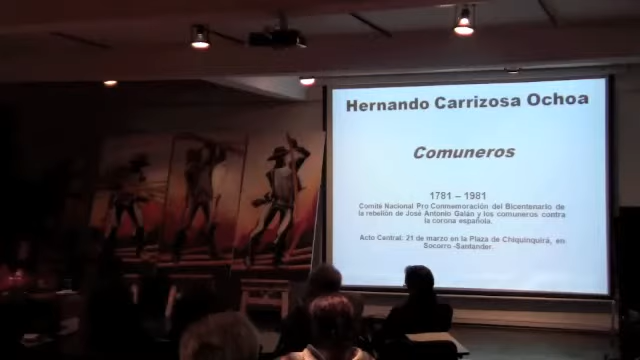 Hernando Carrizosa Ochoa
Comuneros
1781 – 1981
Comité Nacional Pro Conmemoración del Bicentenario de
la rebelión de José Antonio Galán y los comuneros contra
la corona española.
Acto Central: 21 de marzo en la Plaza de Chiquinquirá, en
Socorro -Santander.